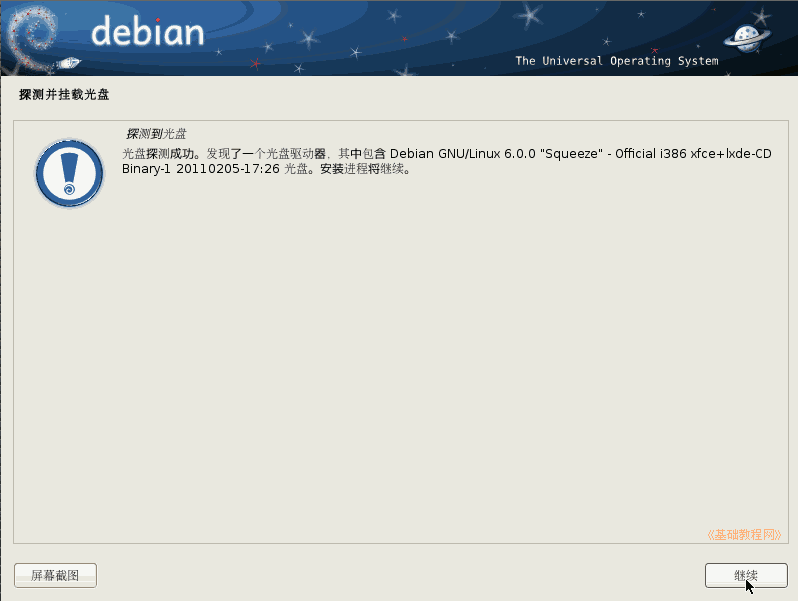 debian
The Universal Operating System
探测并挂载光盘
探测到光盘
光盘探测成功。发现了一个光盘驱动器，其中包含 Debian GNU/Linux 6.0.0 "Squeeze" - Official i386 xfce+lxde-CD
Binary-1 20110205-17:26 光盘。安装进程将继续。
《基础教程网》
屏幕截图
继续